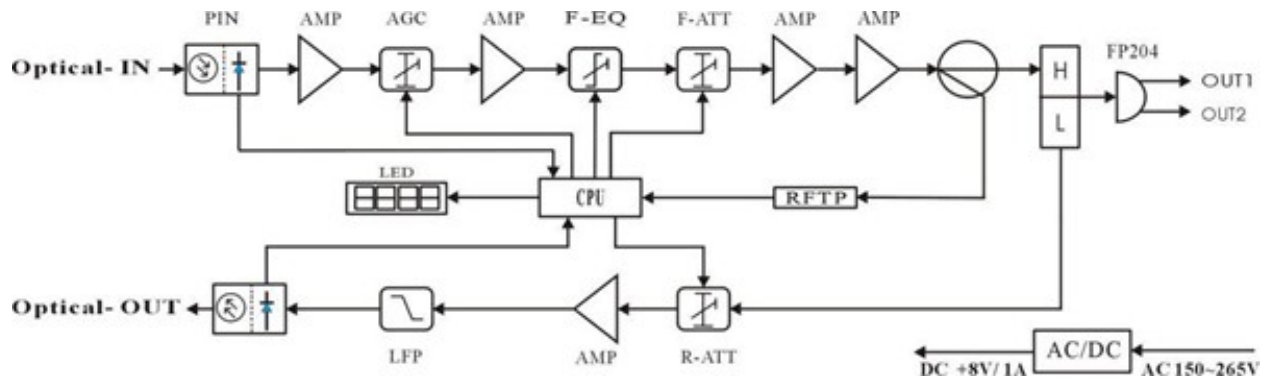 PIN
AMP
AGC
AMP
F-EQ
F-ATT
AMP
AMP
FP204
Optical- IN
H
L
OUT1
OUT2
LED
CPU
RFTP
Optical- OUT
LFP
AMP
R-ATT
AC/DC
DC +8V/1A
AC 150~265V